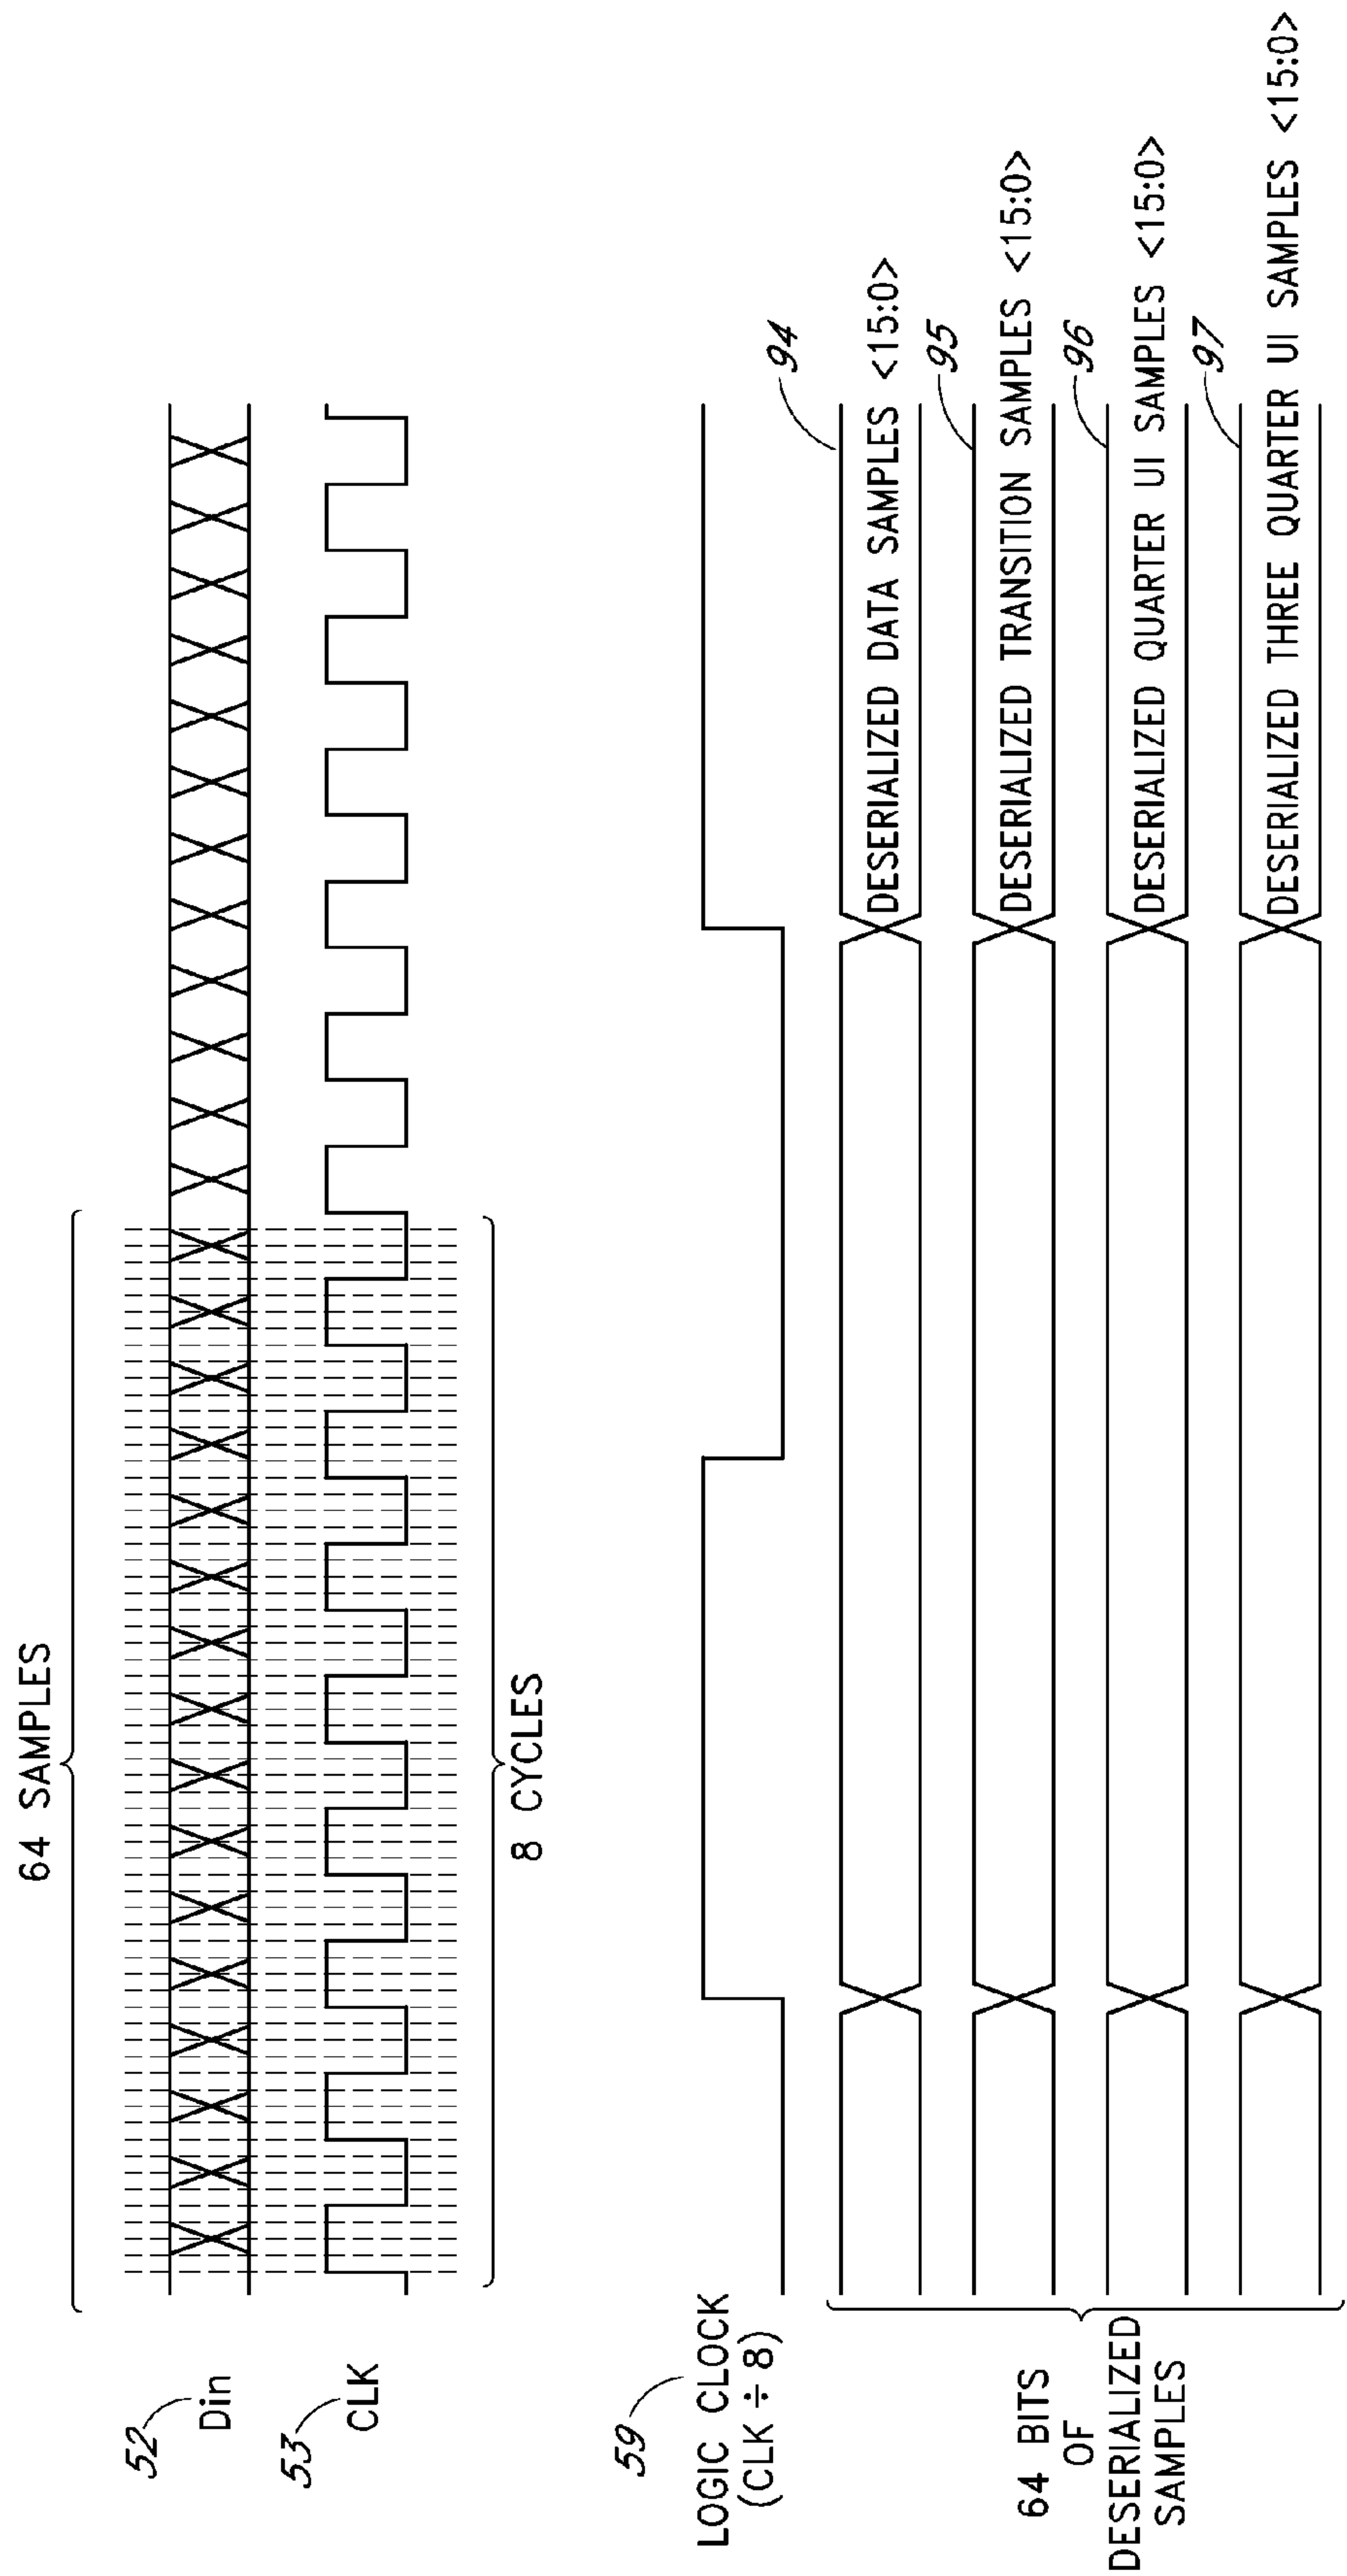 64 SAMPLES
52
Din
53
CLK
8 CYCLES
59
LOGIC CLOCK
(CLK ÷ 8)
94
DESERIALIZED DATA SAMPLES <15:0>
95
DESERIALIZED TRANSITION SAMPLES <15:0>
96
DESERIALIZED QUARTER UI SAMPLES <15:0>
97
DESERIALIZED THREE QUARTER UI SAMPLES <15:0>
64 BITS
OF
DESERIALIZED
SAMPLES